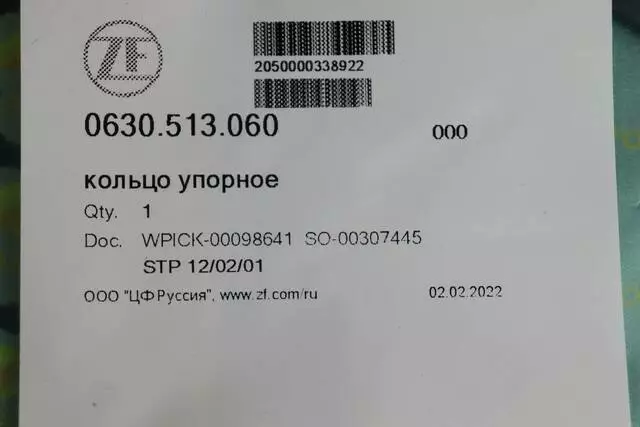 ZF
2050000338922
0630.513.060 000
кольцо упорное
Qty. 1
Doc. WPICK-00098641 SO-00307445
STP 12/02/01
ООО "ЦФ Руссия", www.zf.com/ru 02.02.2022